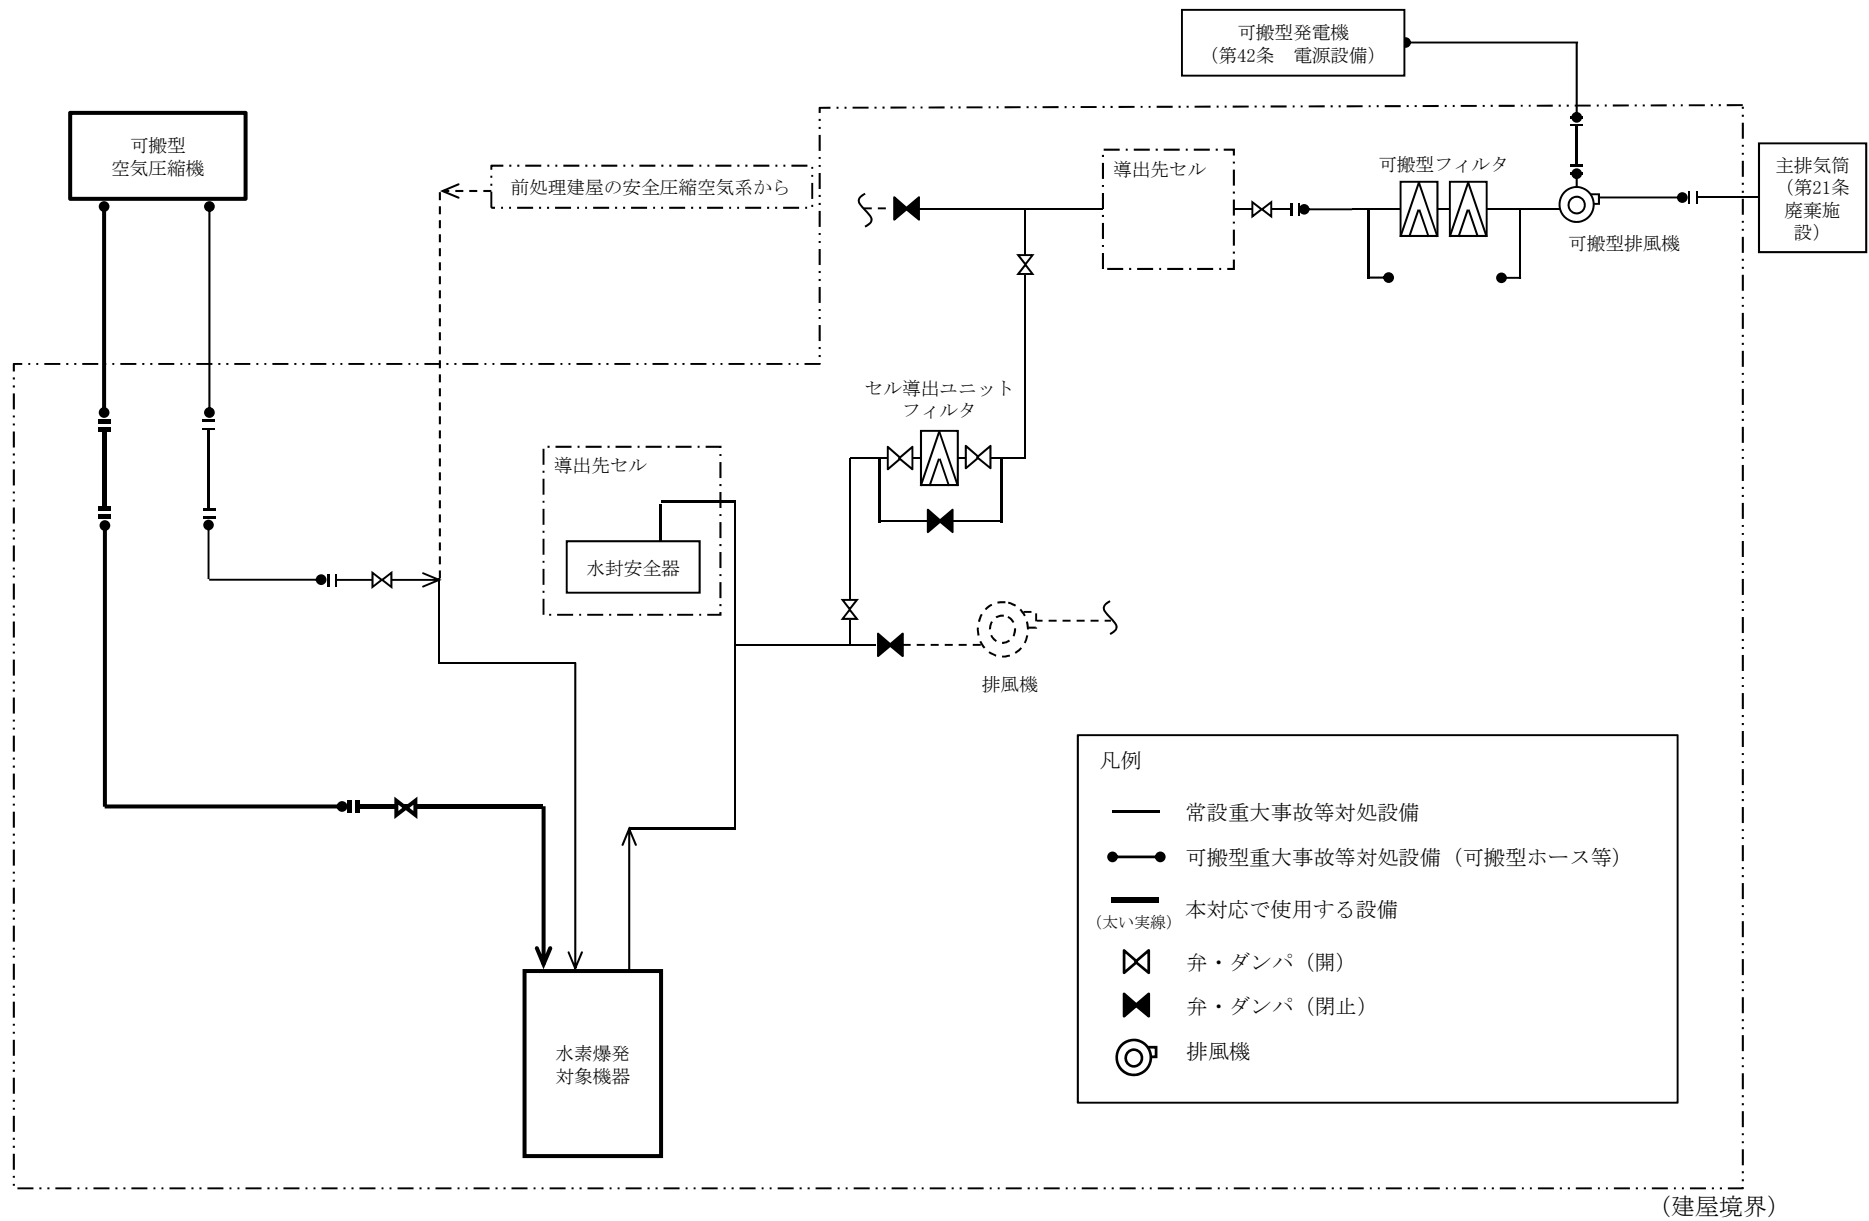 可搬型発電機
（第42条　電源設備）
可搬型
空気圧縮機
前処理建屋の安全圧縮空気系から
導出先セル
可搬型フィルタ
主排気筒
（第21条
廃棄施
設）
可搬型排風機
セル導出ユニット
フィルタ
導出先セル
水封安全器
排風機
凡例
常設重大事故等対処設備
可搬型重大事故等対処設備（可搬型ホース等）
本対応で使用する設備
（太い実線）
弁・ダンパ（開）
弁・ダンパ（閉止）
排風機
水素爆発
対象機器
（建屋境界）